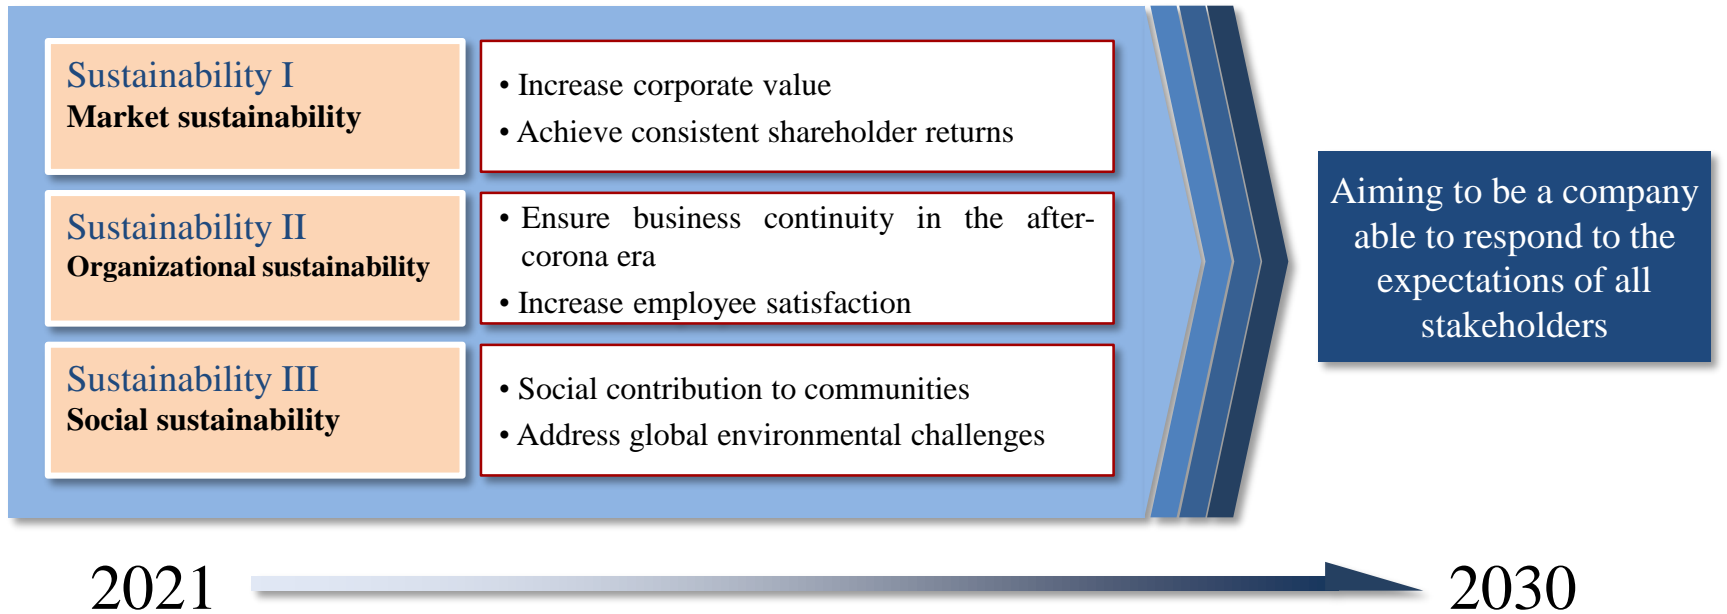 Sustainability I
Market sustainability
• Increase corporate value
• Achieve consistent shareholder returns
Sustainability II
Organizational sustainability
• Ensure business continuity in the after-
corona era
• Increase employee satisfaction
Sustainability III
Social sustainability
• Social contribution to communities
• Address global environmental challenges
Aiming to be a company
able to respond to the
expectations of all
stakeholders
2021
2030